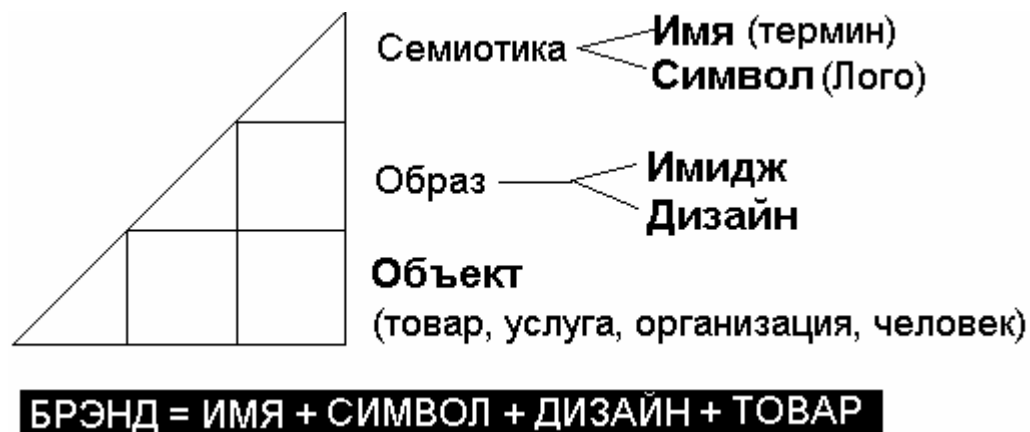 Семиотика
Имя (термин)
Символ (Лого)
Образ
Имидж
Дизайн
Объект
(товар, услуга, организация, человек)
БРЭНД = ИМЯ + СИМВОЛ + ДИЗАЙН + ТОВАР